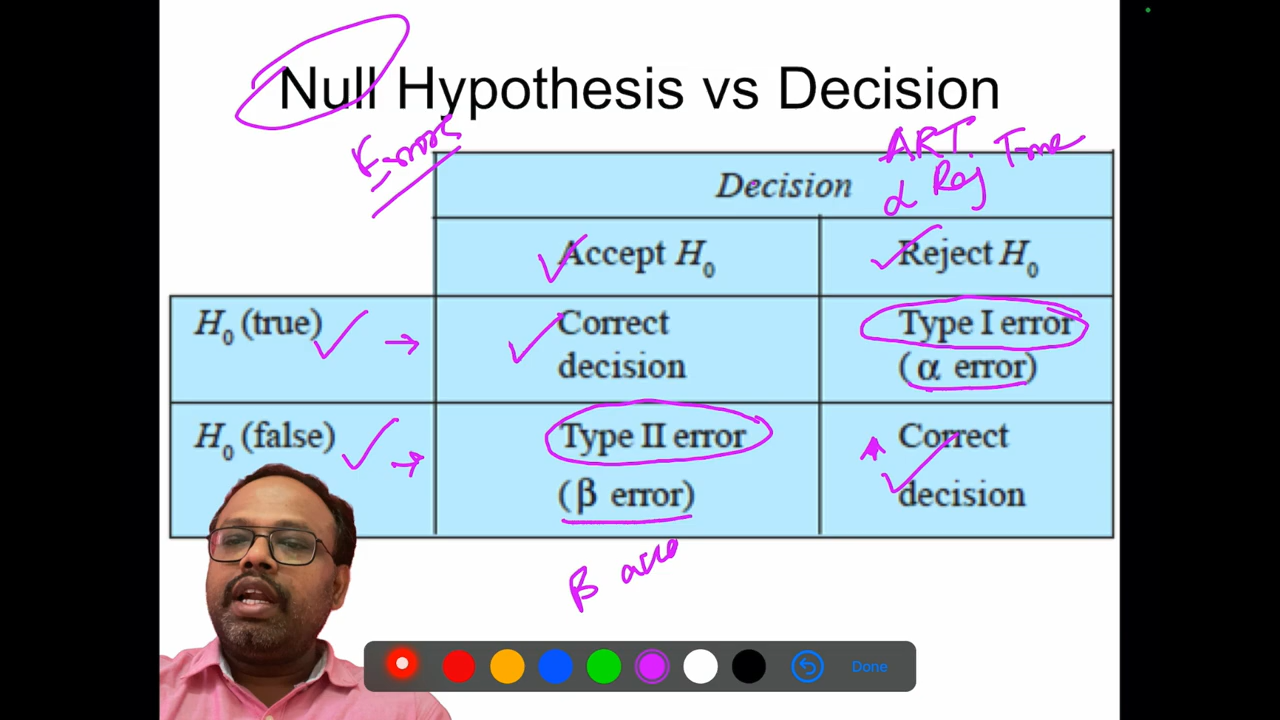 Null Hypothesis vs Decision
Errors
A.R.T.
α Rej True
Decision
Accept H0
Reject H0
H0 (true)
Correct decision
Type I error
(α error)
H0 (false)
Type II error
(β error)
Correct decision
β
Done